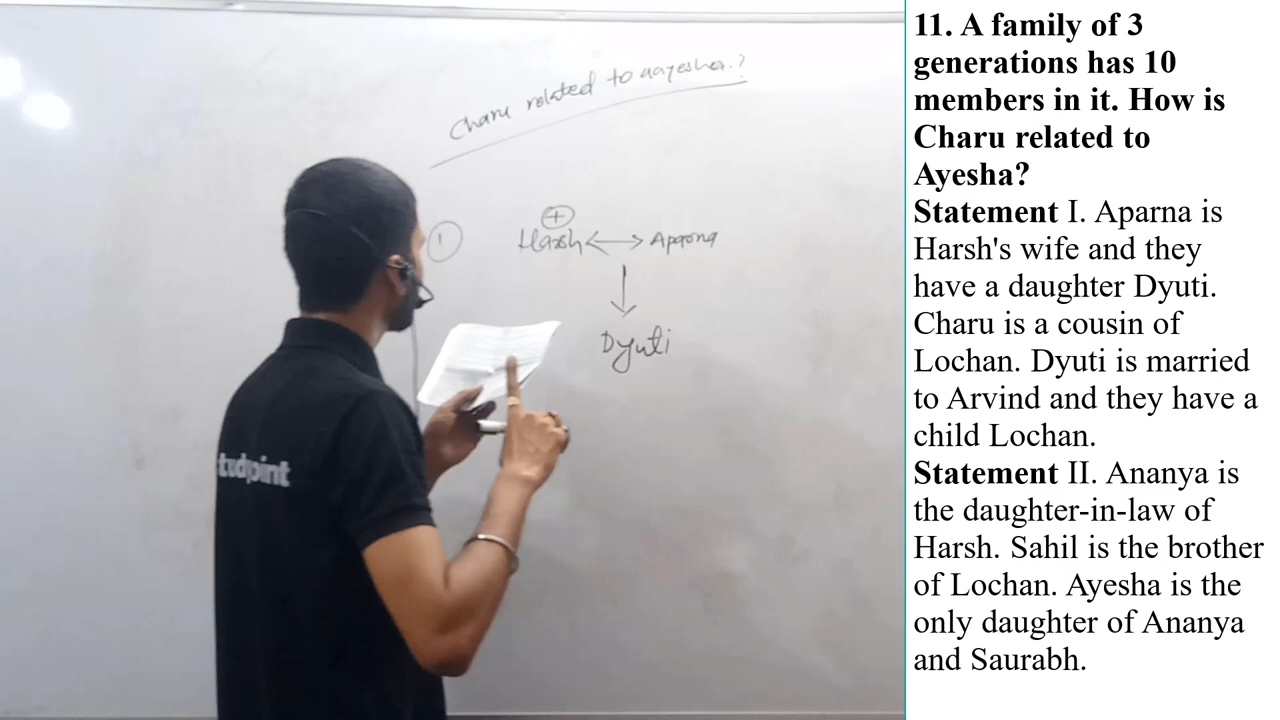 Charu related to aayesha.?
1
+
Harsh Aparna
Dyuti
tudypint
11. A family of 3
generations has 10
members in it. How is
Charu related to
Ayesha?
Statement I. Aparna is
Harsh's wife and they
have a daughter Dyuti.
Charu is a cousin of
Lochan. Dyuti is married
to Arvind and they have a
child Lochan.
Statement II. Ananya is
the daughter-in-law of
Harsh. Sahil is the brother
of Lochan. Ayesha is the
only daughter of Ananya
and Saurabh.